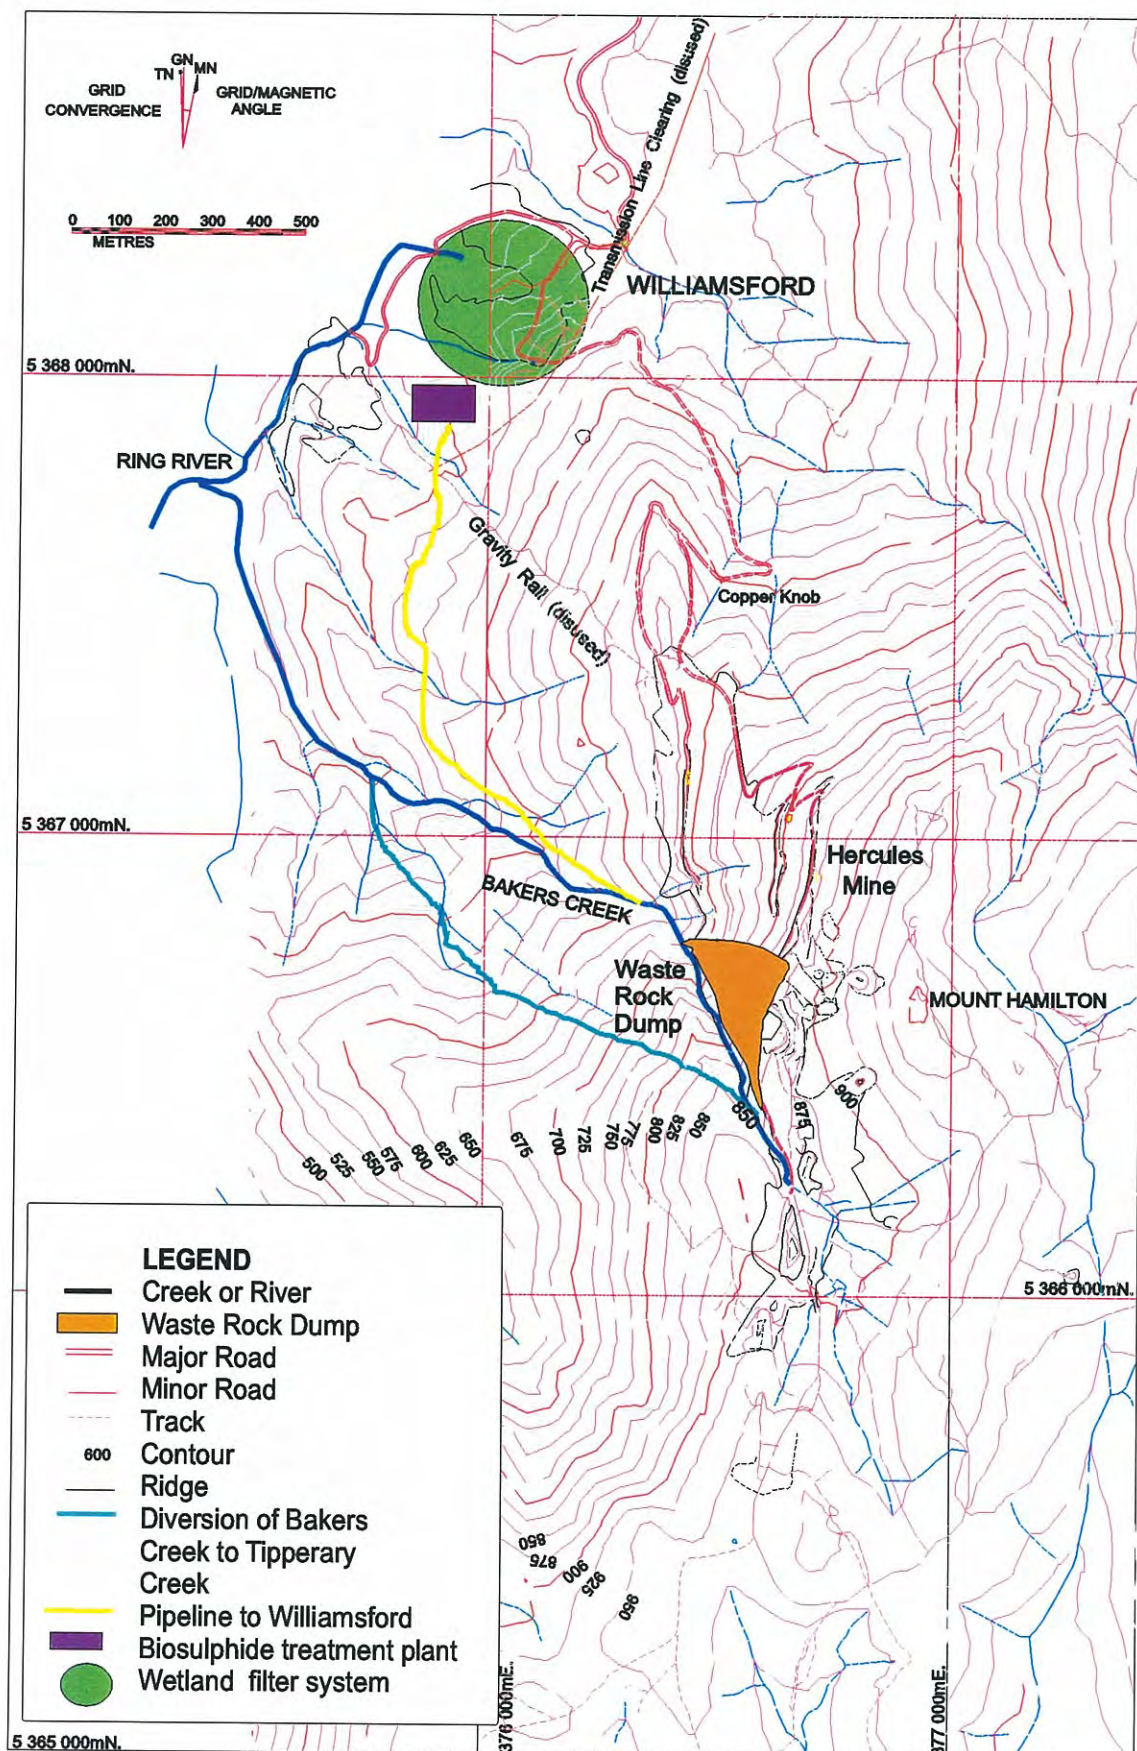 GN
TN
MN
GRID
CONVERGENCE
GRID/MAGNETIC
ANGLE
0 100 200 300 400 500
METRES
Transmission Line Clearing (disused)
WILLIAMSFORD
5 368 000mN.
RING RIVER
Gravity Rail (disused)
Copper Knob
5 367 000mN.
Hercules
Mine
BAKERS CREEK
Waste
Rock
Dump
MOUNT HAMILTON
900
875
850
850
825
800
775
750
725
700
675
650
625
600
575
550
525
500
5 366 000mN.
LEGEND
Creek or River
Waste Rock Dump
Major Road
Minor Road
Track
600 Contour
Ridge
Diversion of Bakers
Creek to Tipperary
Creek
Pipeline to Williamsford
Biosulphide treatment plant
Wetland filter system
850
875
900
925
950
376 000mE.
377 000mE.
5 365 000mN.